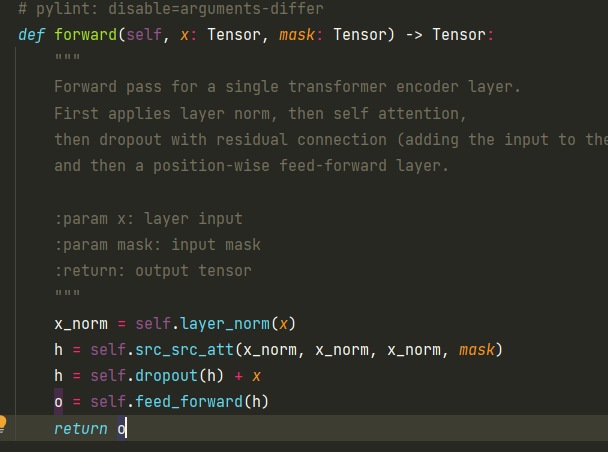 # pylint: disable=arguments-differ
def forward(self, x: Tensor, mask: Tensor) -> Tensor:
"""
Forward pass for a single transformer encoder layer.
First applies layer norm, then self attention,
then dropout with residual connection (adding the input to the
and then a position-wise feed-forward layer.
:param x: layer input
:param mask: input mask
:return: output tensor
"""
x_norm = self.layer_norm(x)
h = self.src_src_att(x_norm, x_norm, x_norm, mask)
h = self.dropout(h) + x
o = self.feed_forward(h)
return o